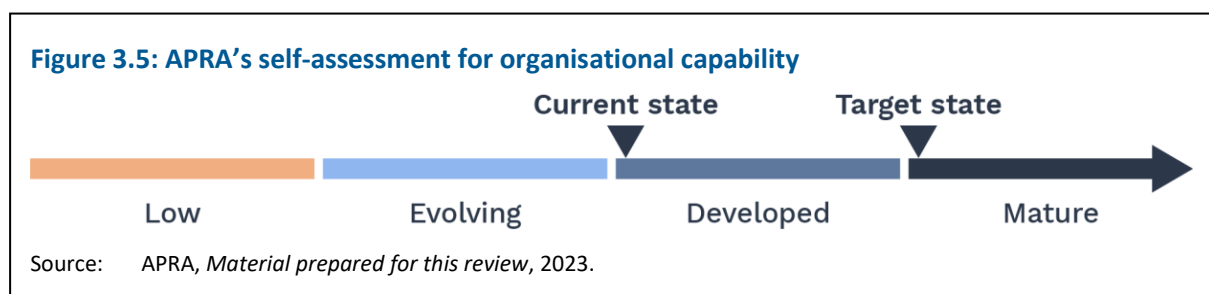 Figure 3.5: APRA’s self-assessment for organisational capability
Current state Target state
Low Evolving Developed Mature
Source: APRA, Material prepared for this review, 2023.